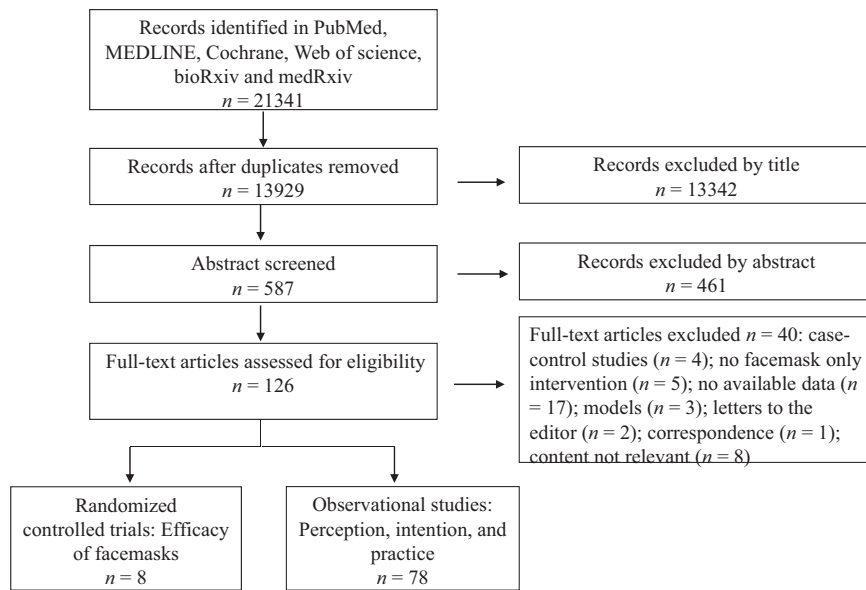 Records identified in PubMed,
MEDLINE, Cochrane, Web of science,
bioRxiv and medRxiv
n = 21341
Records after duplicates removed
n = 13929
Records excluded by title
n = 13342
Abstract screened
n = 587
Records excluded by abstract
n = 461
Full-text articles assessed for eligibility
n = 126
Full-text articles excluded n = 40: case-
control studies (n = 4); no facemask only
intervention (n = 5); no available data (n
= 17); models (n = 3); letters to the
editor (n = 2); correspondence (n = 1);
content not relevant (n = 8)
Randomized
controlled trials: Efficacy
of facemasks
n = 8
Observational studies:
Perception, intention, and
practice
n = 78